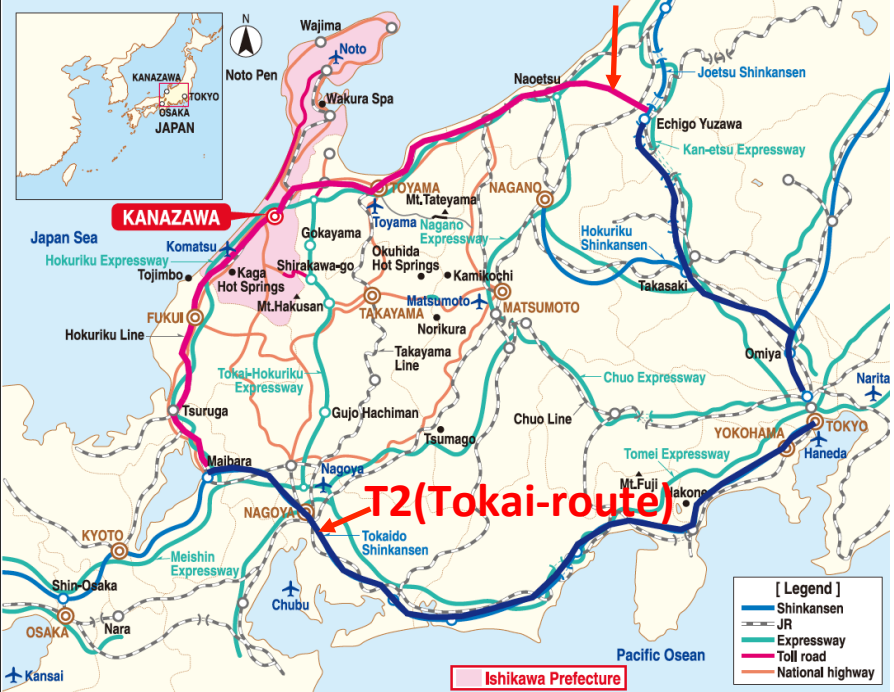 N
Wajima
Noto
Noto Pen
Wakura Spa
KANAZAWA
TOKYO
OSAKA
JAPAN
Naoetsu
Joetsu Shinkansen
Echigo Yuzawa
Kan-etsu Expressway
TOYAMA
Toyama
Mt.Tateyama
NAGANO
Nagano
Expressway
KANAZAWA
Japan Sea
Komatsu
Hokuriku Expressway
Gokayama
Shirakawa-go
Okuhida
Hot Springs
Kamikochi
Hokuriku
Shinkansen
Tojimbo
Kaga
Hot Springs
Mt.Hakusan
Takasaki
Matsumoto
MATSUMOTO
FUKUI
TAKAYAMA
Norikura
Hokuriku Line
Takayama
Line
Omiya
Tokai-Hokuriku
Expressway
Chuo Expressway
Narita
Tsuruga
Gujo Hachiman
Chuo Line
Tsumago
YOKOHAMA
TOKYO
Haneda
Tomei Expressway
Maibara
Nagoya
Mt.Fuji
Hakone
T2(Tokai-route)
NAGOYA
KYOTO
Tokaido
Shinkansen
Meishin
Expressway
Shin-Osaka
Chubu
OSAKA
Nara
Kansai
Pacific Osean
Ishikawa Prefecture
[ Legend ]
Shinkansen
JR
Expressway
Toll road
National highway